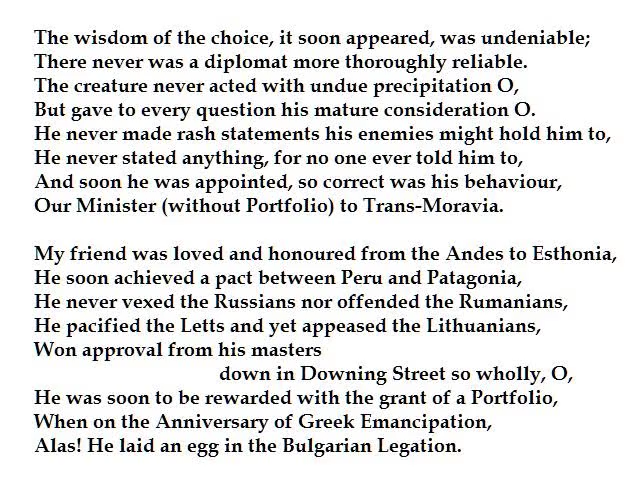 The wisdom of the choice, it soon appeared, was undeniable;
There never was a diplomat more thoroughly reliable.
The creature never acted with undue precipitation O,
But gave to every question his mature consideration O.
He never made rash statements his enemies might hold him to,
He never stated anything, for no one ever told him to,
And soon he was appointed, so correct was his behaviour,
Our Minister (without Portfolio) to Trans-Moravia.

My friend was loved and honoured from the Andes to Esthonia,
He soon achieved a pact between Peru and Patagonia,
He never vexed the Russians nor offended the Rumanians,
He pacified the Letts and yet appeased the Lithuanians,
Won approval from his masters
down in Downing Street so wholly, O,
He was soon to be rewarded with the grant of a Portfolio,
When on the Anniversary of Greek Emancipation,
Alas! He laid an egg in the Bulgarian Legation.